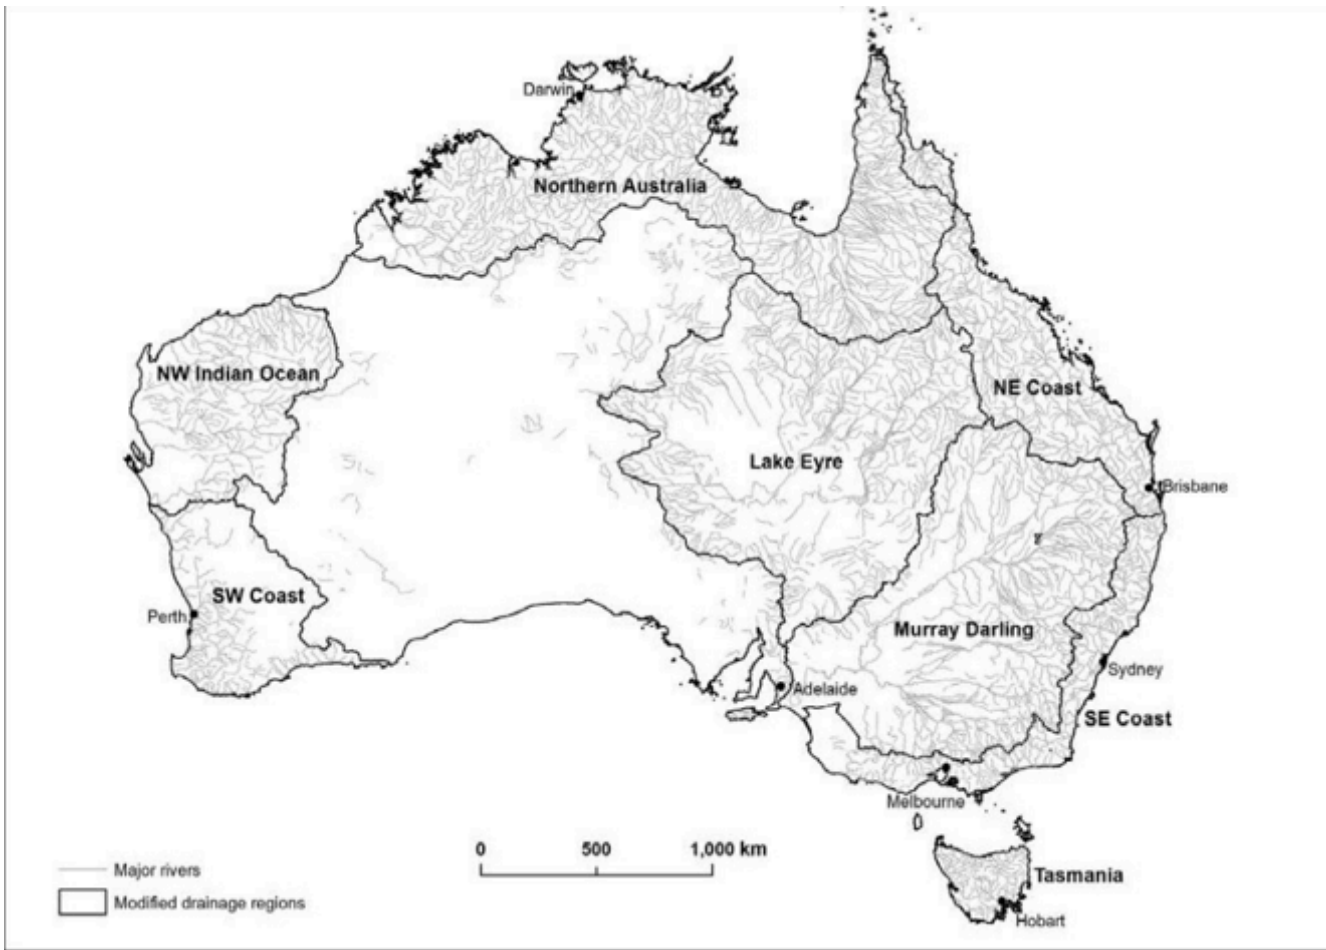 Darwin
Northern Australia
NW Indian Ocean
NE Coast
Lake Eyre
Brisbane
SW Coast
Perth
Murray Darling
Sydney
Adelaide
SE Coast
Melbourne
0 500 1,000 km
Major rivers
Tasmania
Modified drainage regions
Hobart